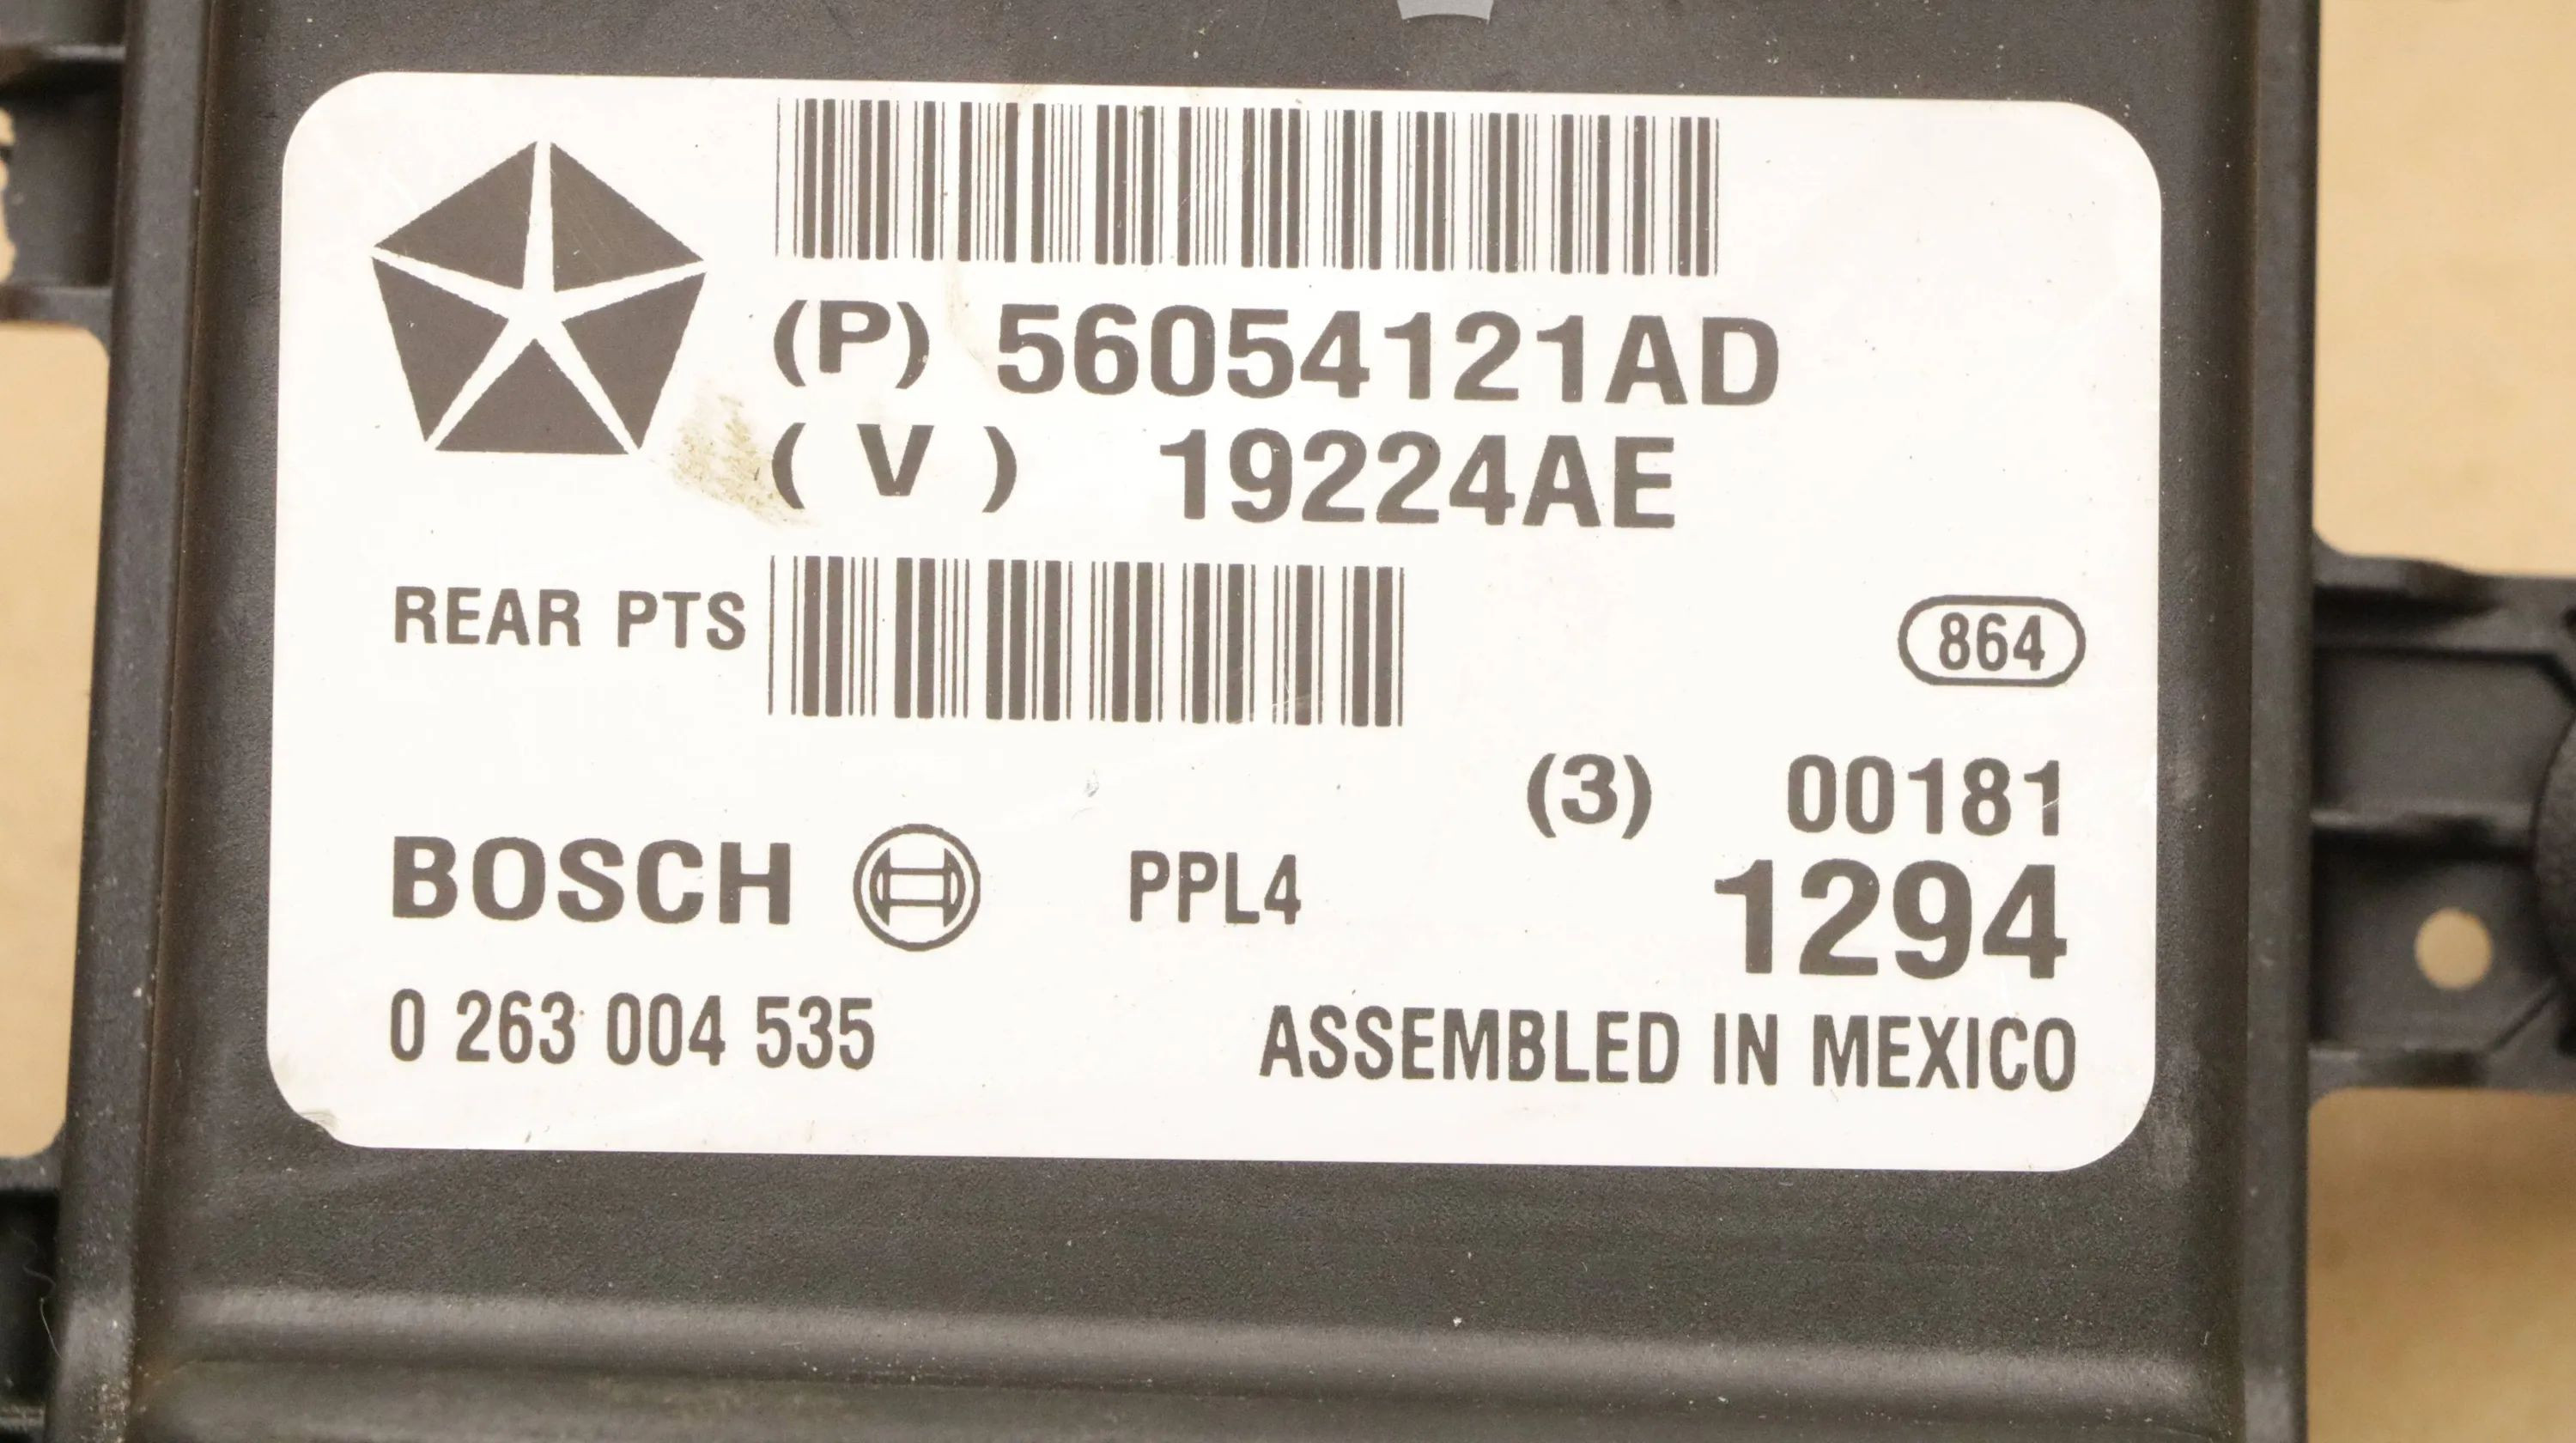 (P) 56054121AD
( V ) 19224AE
REAR PTS
864
(3) 00181
BOSCH PPL4 1294
0 263 004 535 ASSEMBLED IN MEXICO